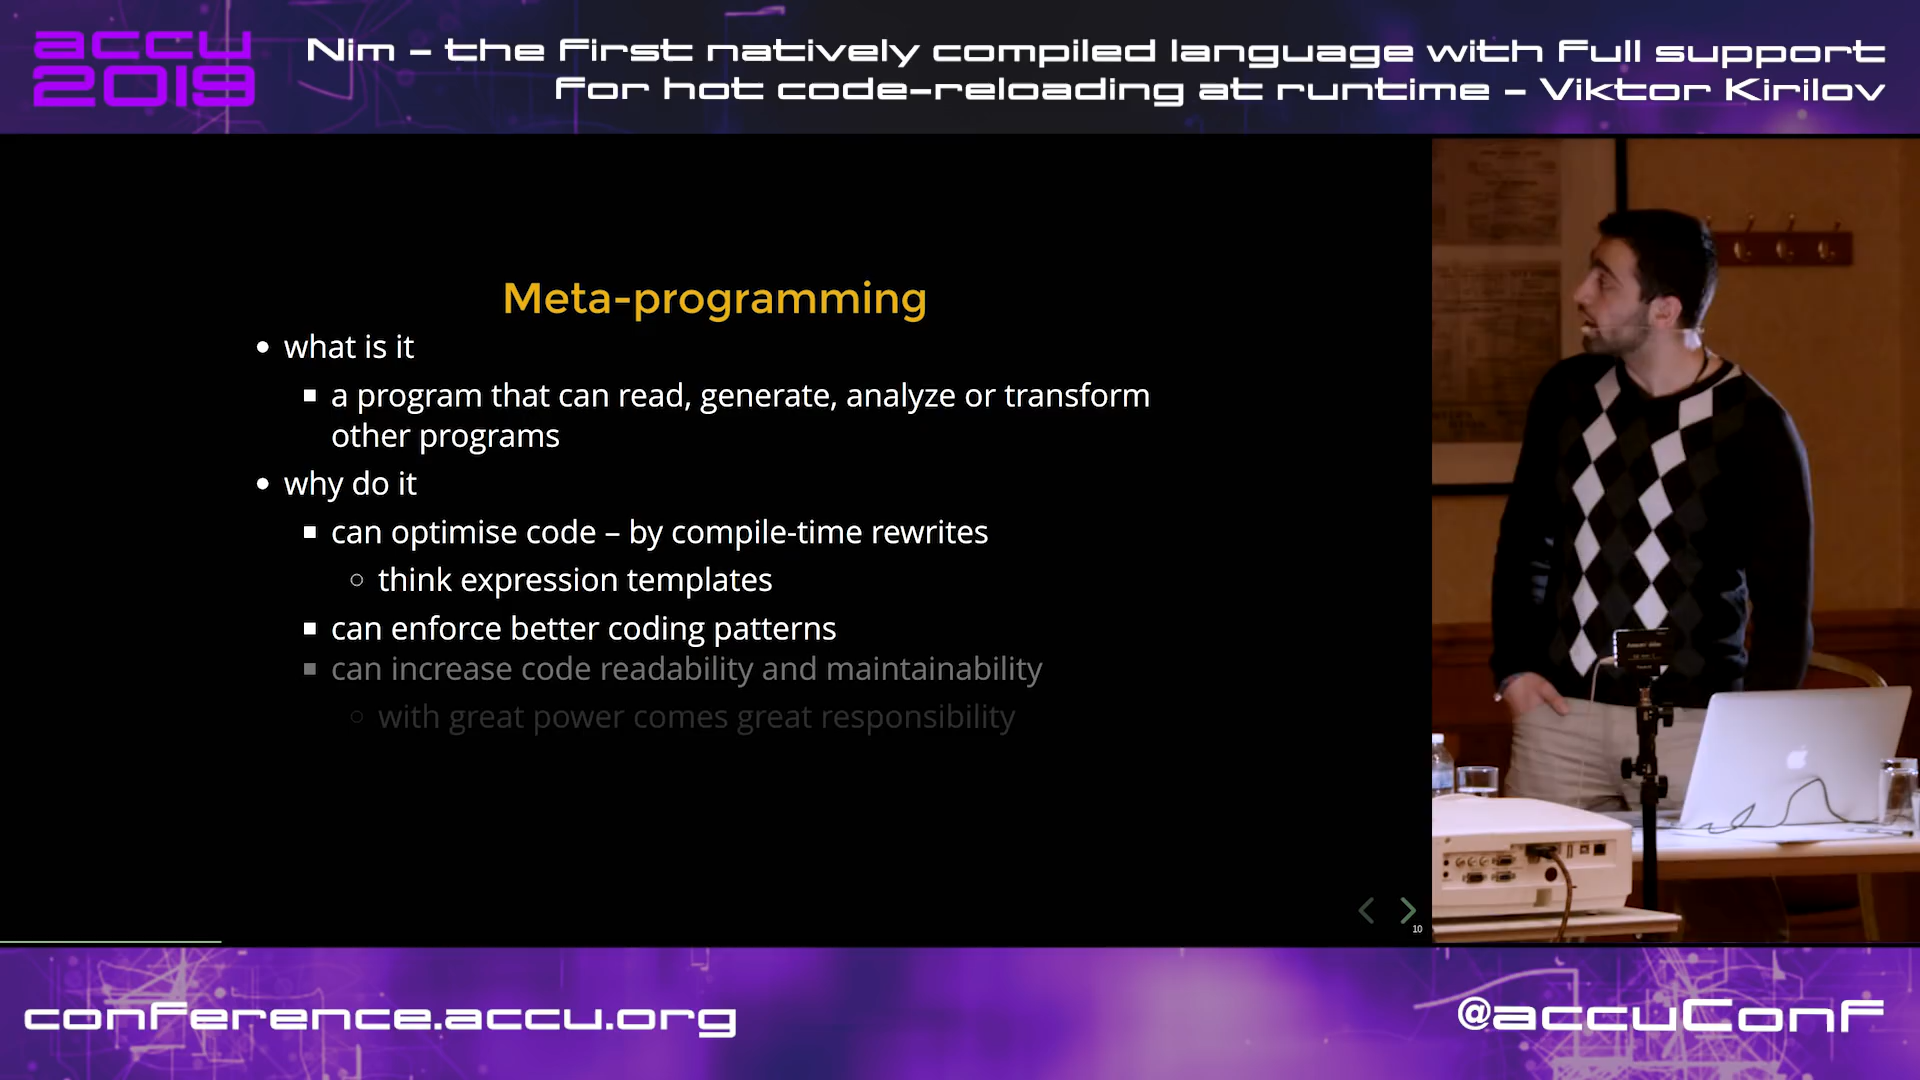 accu
2019
Nim – the first natively compiled language with full support
for hot code-reloading at runtime – Viktor Kirilov
Meta-programming
• what is it
▪ a program that can read, generate, analyze or transform
other programs
• why do it
▪ can optimise code – by compile-time rewrites
○ think expression templates
▪ can enforce better coding patterns
▪ can increase code readability and maintainability
○ with great power comes great responsibility
10
conference.accu.org
@accuConf